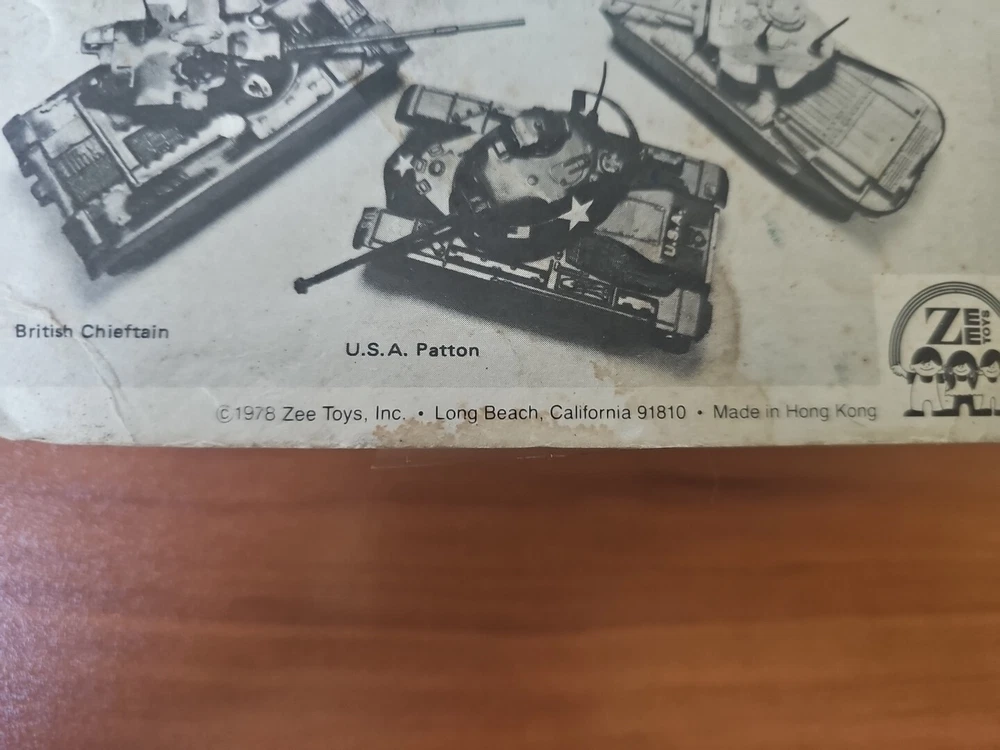 U.S.A.
British Chieftain
U.S.A. Patton
ZEE
TOYS
©1978 Zee Toys, Inc. • Long Beach, California 91810 • Made in Hong Kong